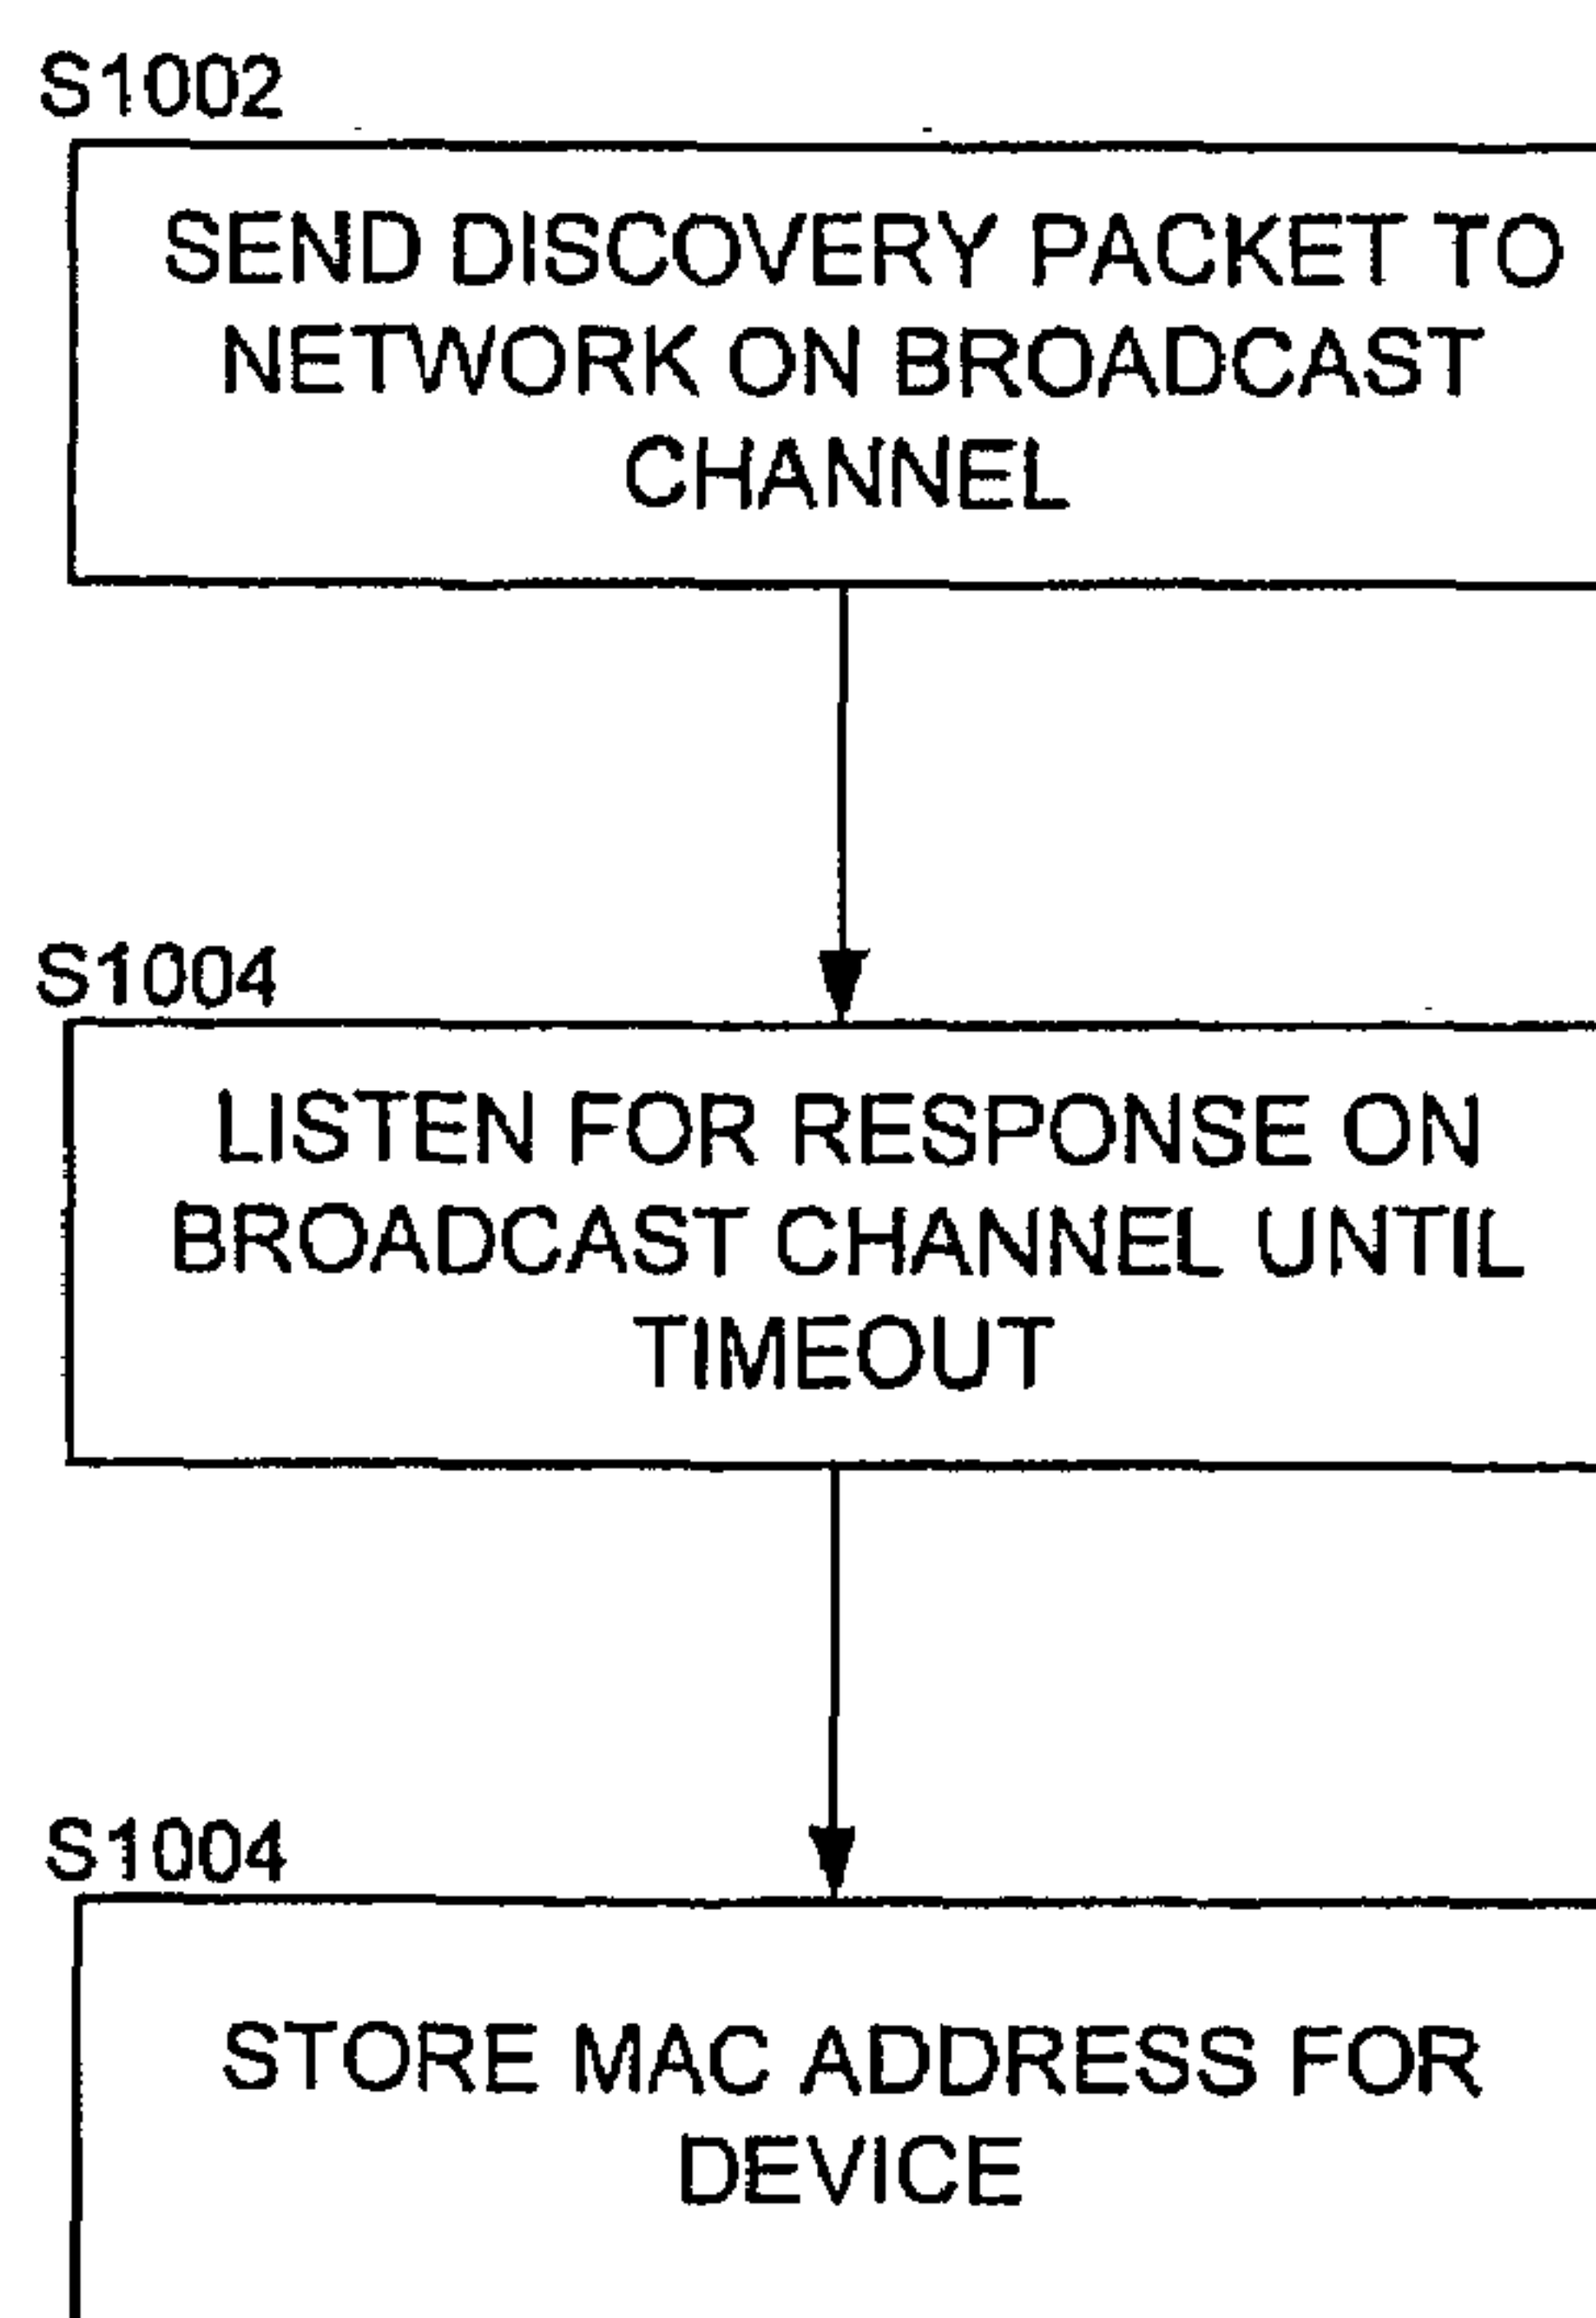 S1002
SEND DISCOVERY PACKET TO
NETWORK ON BROADCAST
CHANNEL
S1004
LISTEN FOR RESPONSE ON
BROADCAST CHANNEL UNTIL
TIMEOUT
S1004
STORE MAC ADDRESS FOR
DEVICE